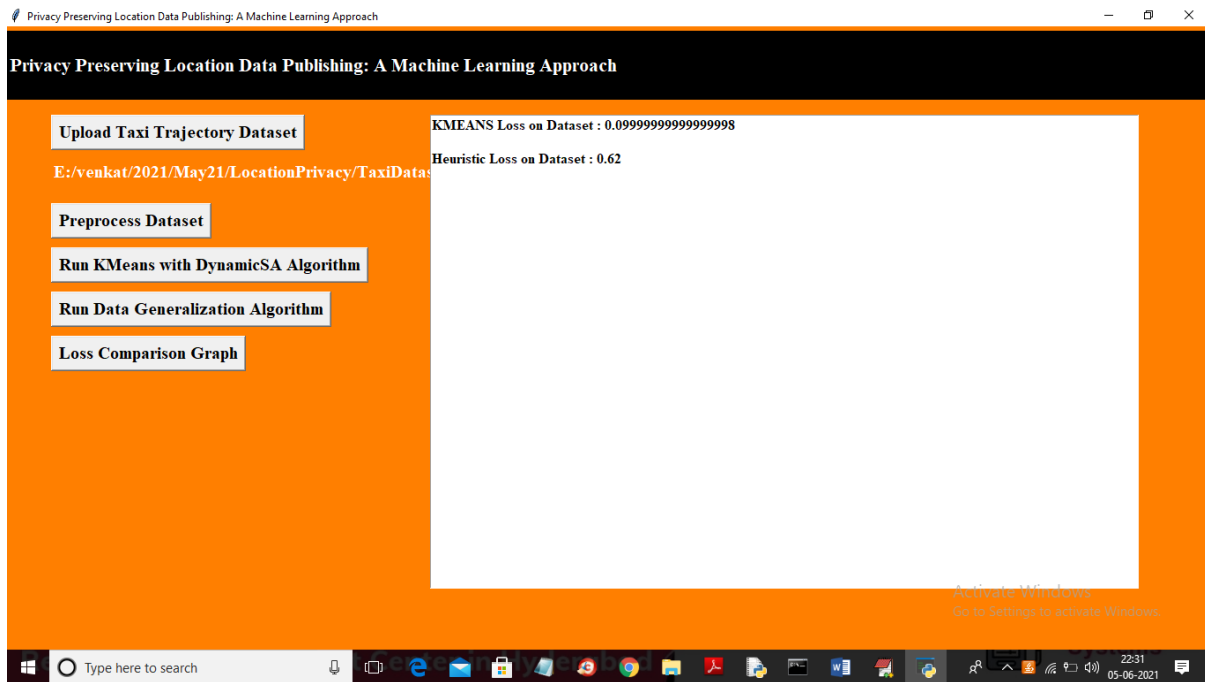 Privacy Preserving Location Data Publishing: A Machine Learning Approach
Privacy Preserving Location Data Publishing: A Machine Learning Approach
Upload Taxi Trajectory Dataset
E:/venkat/2021/May21/LocationPrivacy/TaxiDatas
Preprocess Dataset
Run KMeans with DynamicSA Algorithm
Run Data Generalization Algorithm
Loss Comparison Graph
KMEANS Loss on Dataset : 0.09999999999999998
Heuristic Loss on Dataset : 0.62
Activate Windows
Go to Settings to activate Windows.
Type here to search
22:31
05-06-2021